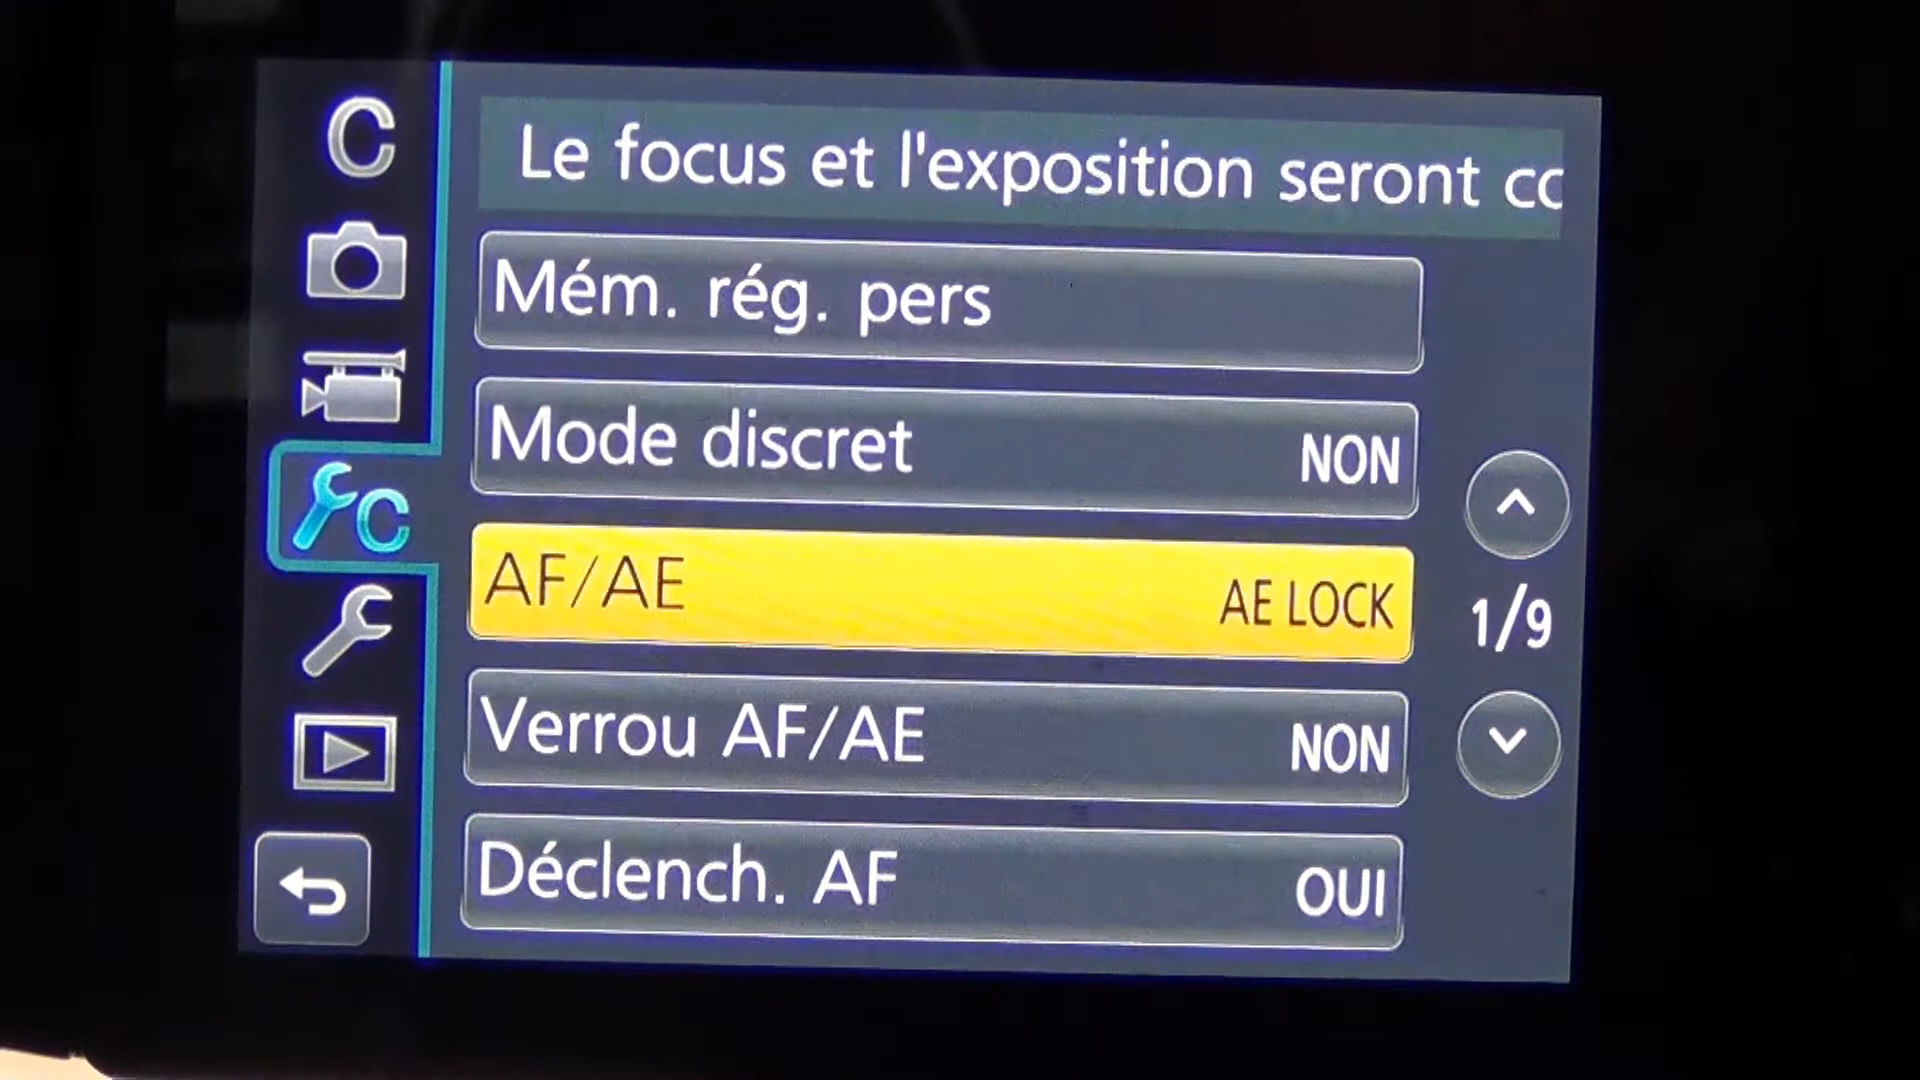 C
Le focus et l'exposition seront co
Mém. rég. pers
Mode discret NON
C
AF/AE AE LOCK
1/9
Verrou AF/AE NON
Déclench. AF OUI